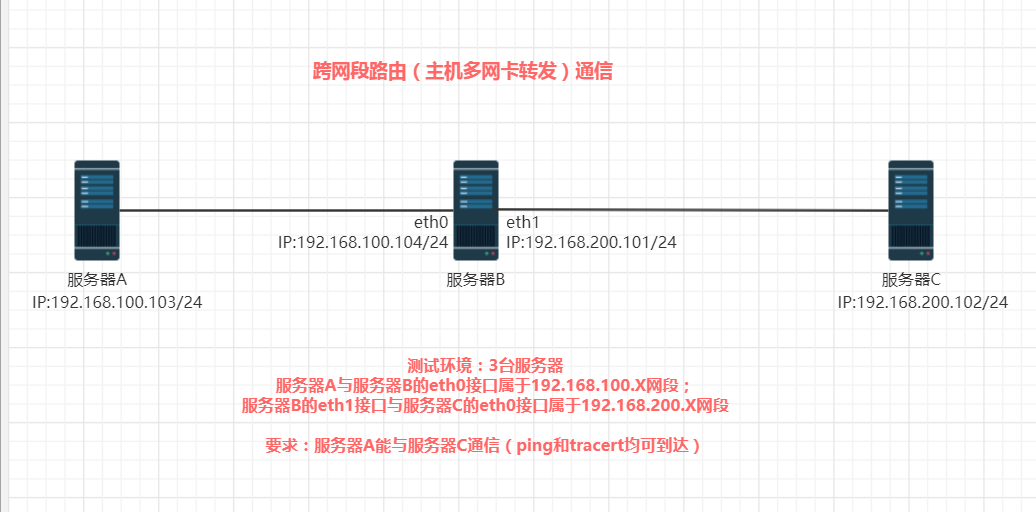 跨网段路由（主机多网卡转发）通信
eth0
eth1
IP:192.168.100.104/24
IP:192.168.200.101/24
服务器A
服务器B
服务器C
IP:192.168.100.103/24
IP:192.168.200.102/24
测试环境：3台服务器
服务器A与服务器B的eth0接口属于192.168.100.X网段；
服务器B的eth1接口与服务器C的eth0接口属于192.168.200.X网段
要求：服务器A能与服务器C通信（ping和tracert均可到达）